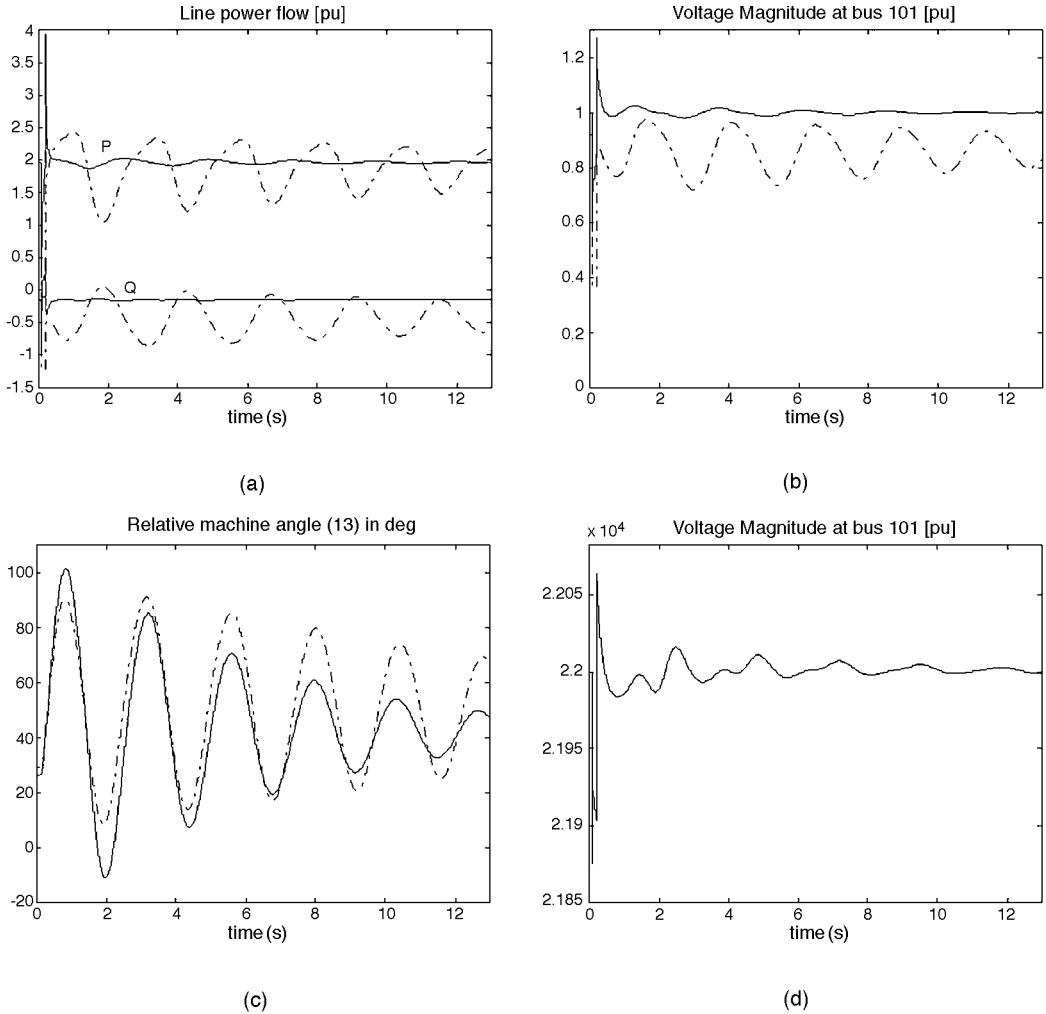 Line power flow [pu]
4
3.5
3
2.5
2
1.5
1
0.5
0
-0.5
-1
-1.5
P
Q
0 2 4 6 8 10 12
time (s)
(a)
Voltage Magnitude at bus 101 [pu]
1.2
1
0.8
0.6
0.4
0.2
0
0 2 4 6 8 10 12
time (s)
(b)
Relative machine angle (13) in deg
100
80
60
40
20
0
-20
0 2 4 6 8 10 12
time (s)
(c)
x 10⁴
Voltage Magnitude at bus 101 [pu]
2.205
2.2
2.195
2.19
2.185
0 2 4 6 8 10 12
time (s)
(d)